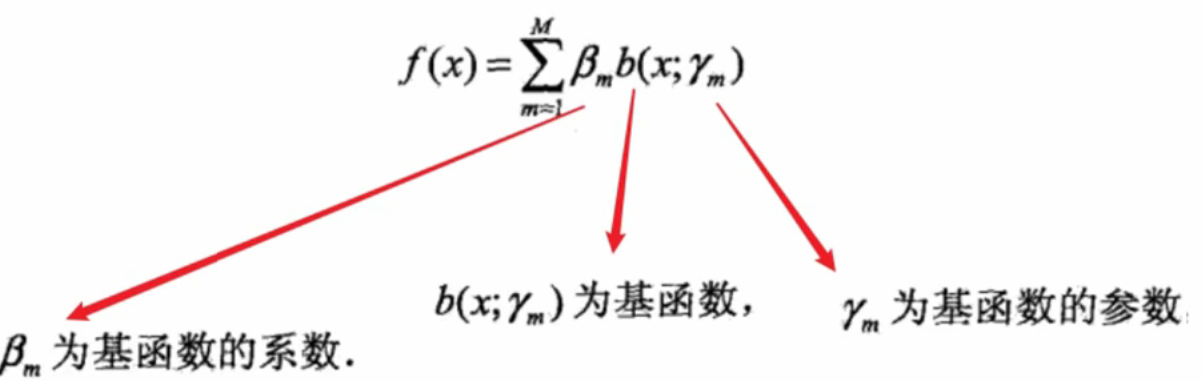 f(x)=∑_{m=1}^{M} β_m b(x;γ_m)
b(x;γ_m) 为基函数，
γ_m 为基函数的参数
β_m 为基函数的系数.